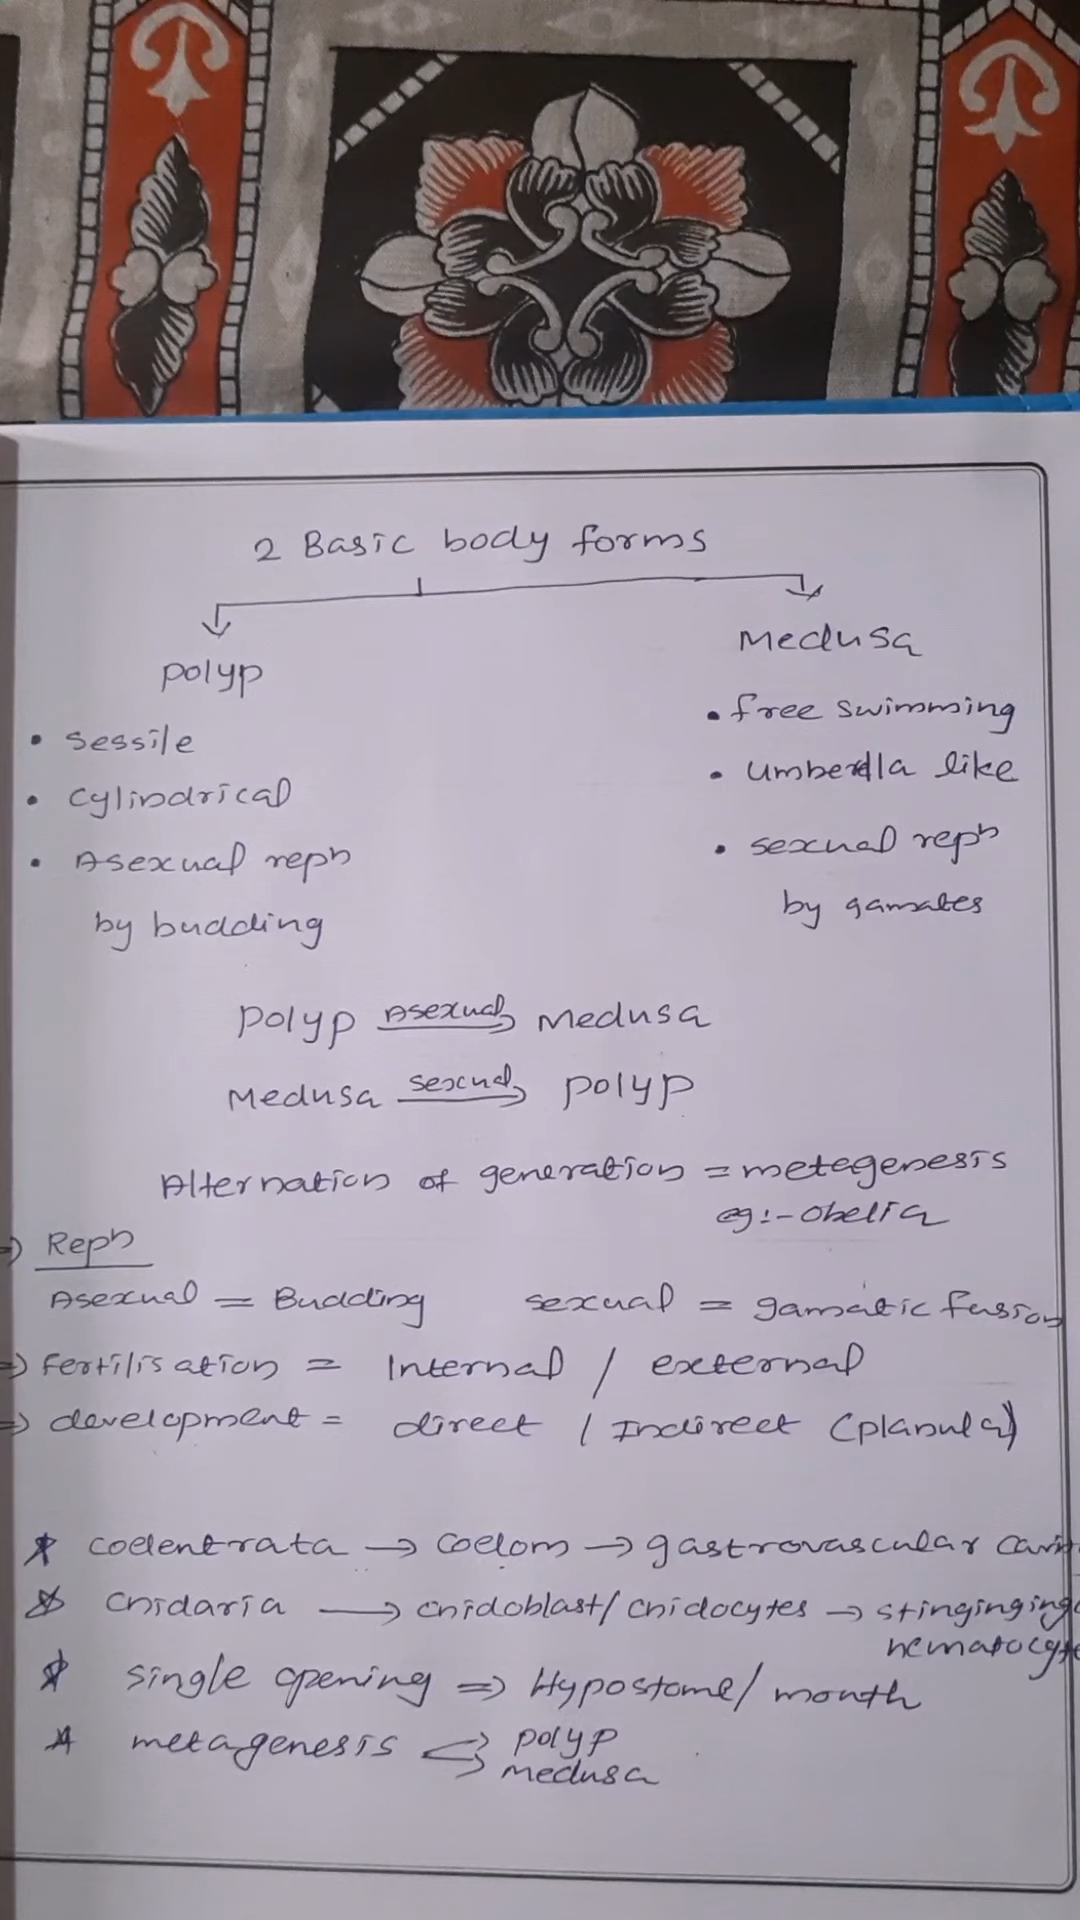 2 Basic body forms
Polyp
Medusa
• Sessile
• Cylindrical
• Asexual repn
by budding
• free swimming
• Umberlla like
• sexual repn
by gamates
Polyp Asexual Medusa
Medusa sexual polyp
Alternation of generation = metegenesis
eg:- Obelia
⇒ Repn
Asexual = Budding sexual = gamatic fusion
⇒ Fertilisation = Internal / external
⇒ development = direct / Indirect (planula)
* coelentrata → Coelom → gastrovascular
* Cnidaria → cnidoblast/cnidocytes → stinginging
* single opening ⇒ Hypostome/ mouth
* metagenesis polyp
medusa